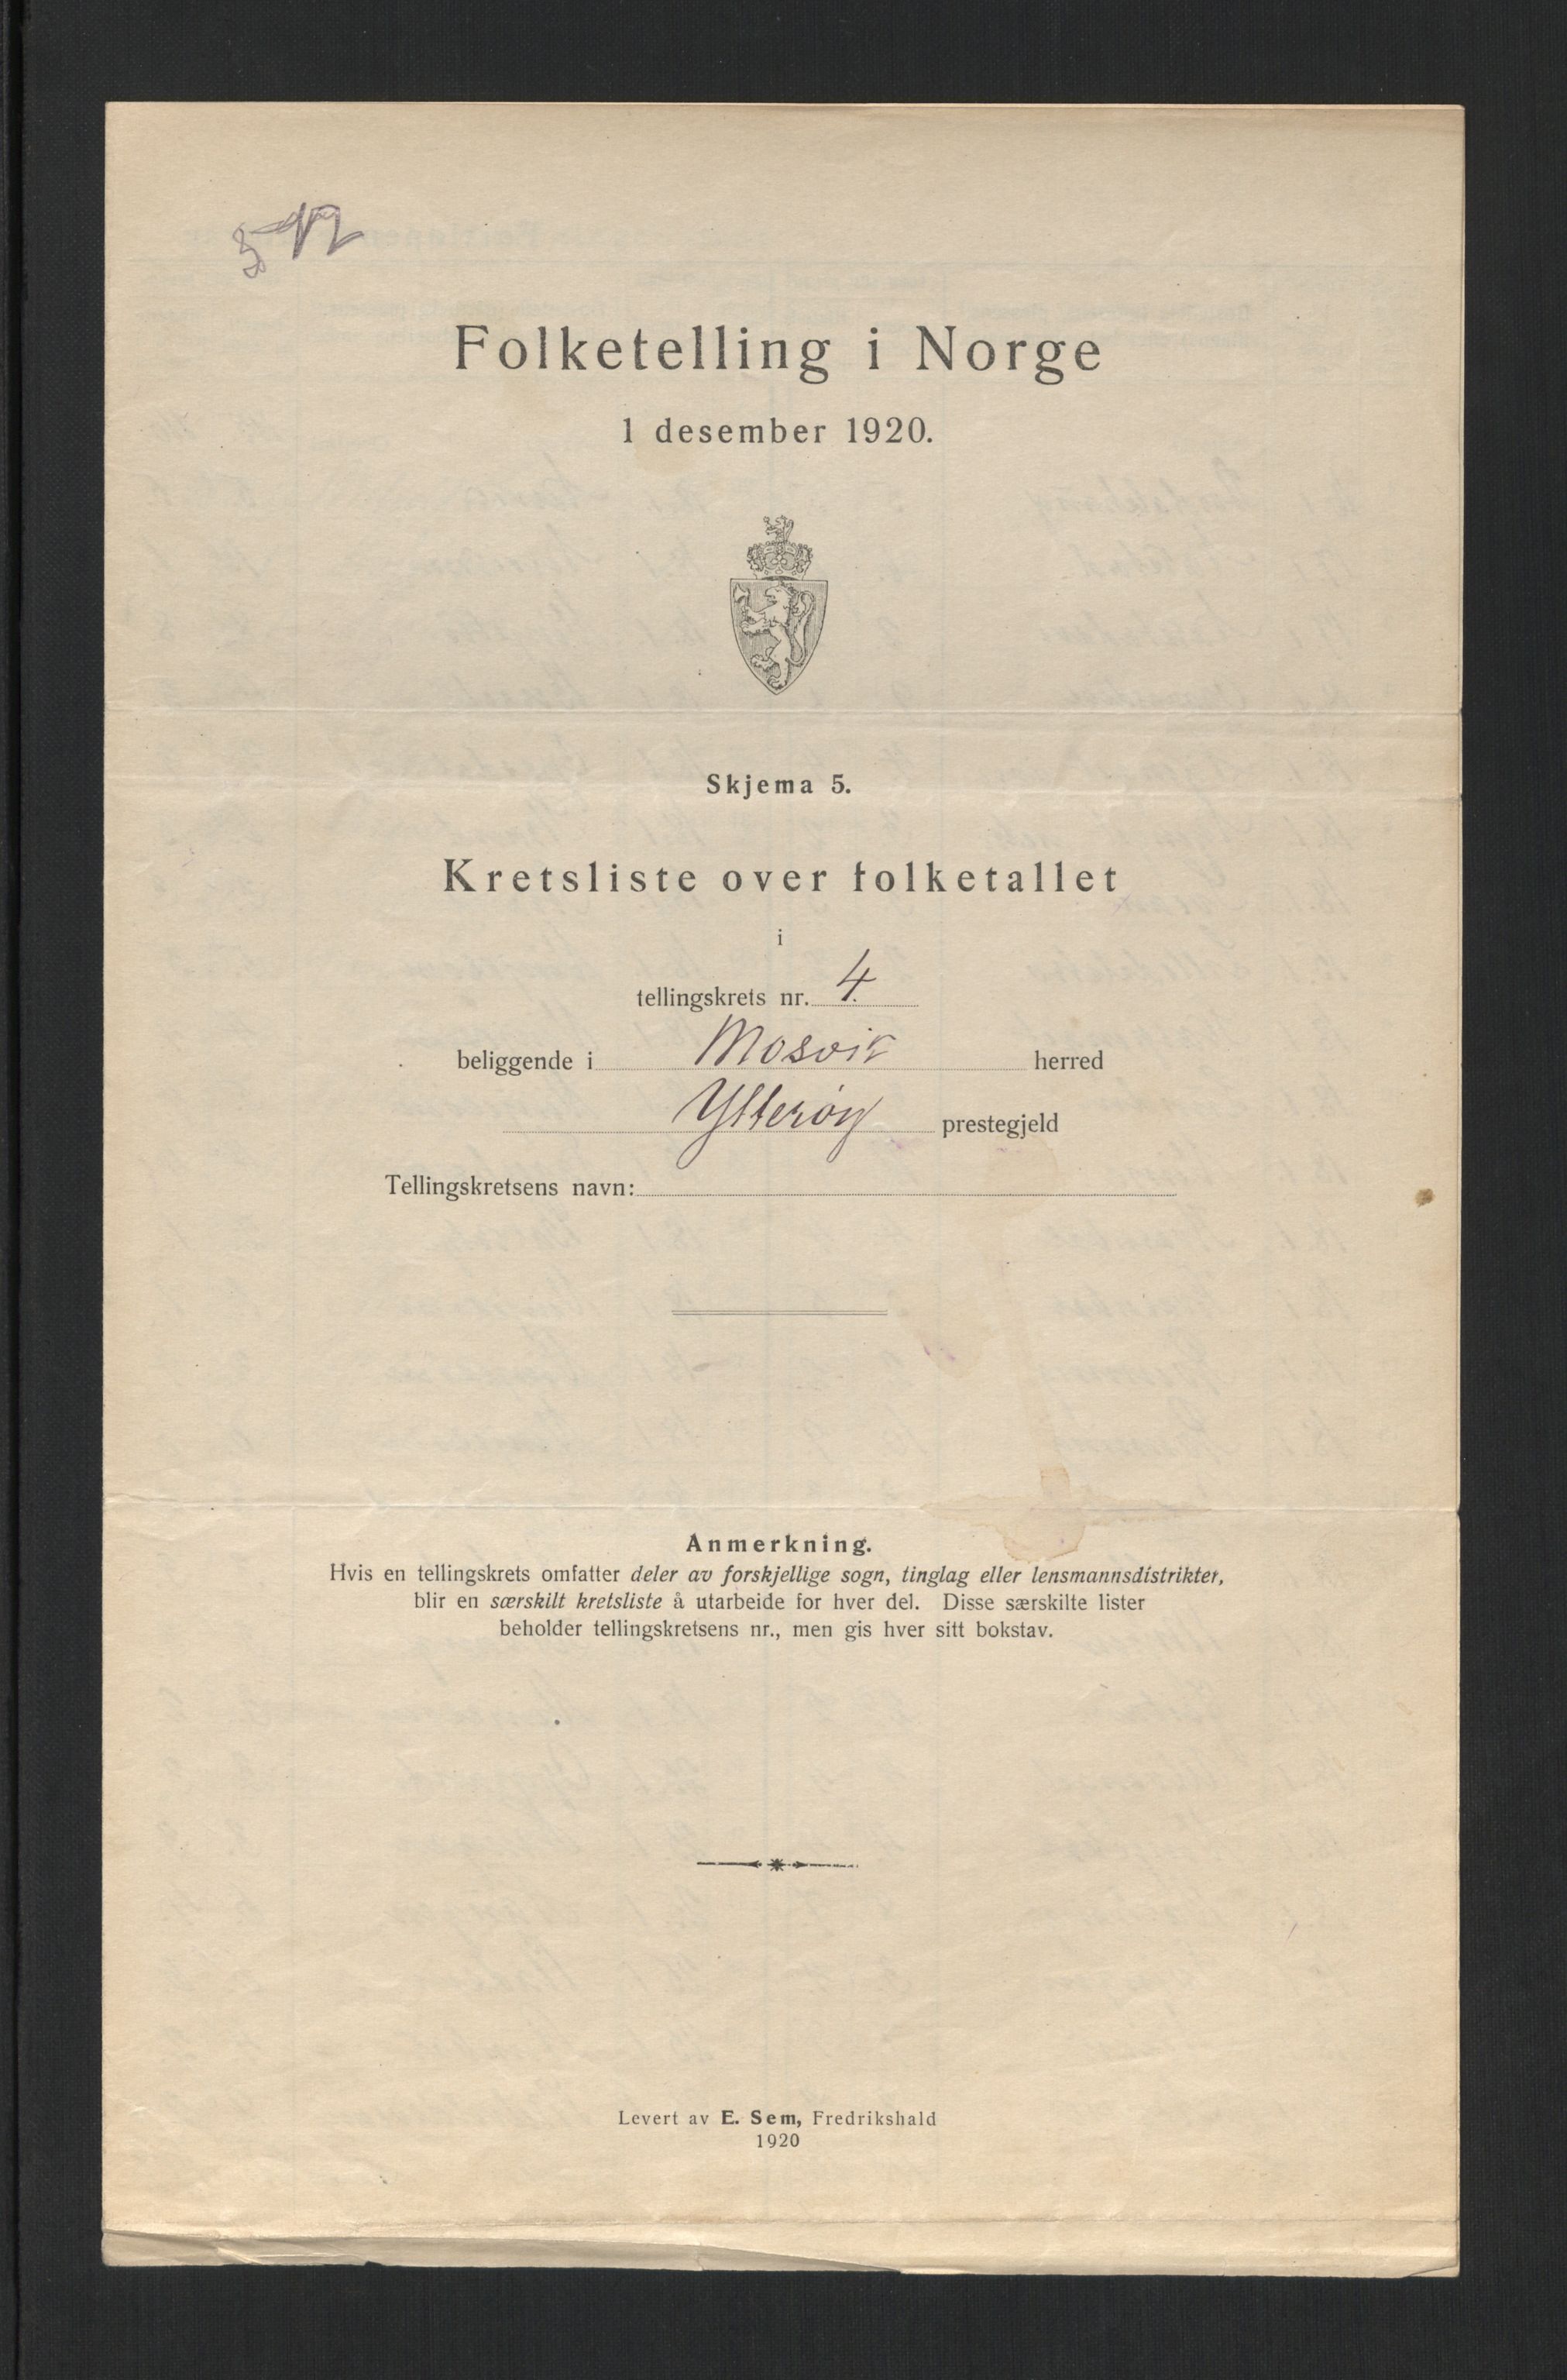 Folketelling i Norge
1 desember 1920.
Skjema 5.
Kretsliste over folketallet
i
tellingskrets nr. 4.
beliggende i Mosvik herred
Ytterøy prestegjeld
Tellingskretsens navn:
Anmerkning.
Hvis en tellingskrets omfatter deler av forskjellige sogn, tinglag eller lensmannsdistrikter,
blir en særskilt kretsliste å utarbeide for hver del. Disse særskilte lister
beholder tellingskretsens nr., men gis hver sitt bokstav.
Levert av E. Sem, Fredrikshald
1920